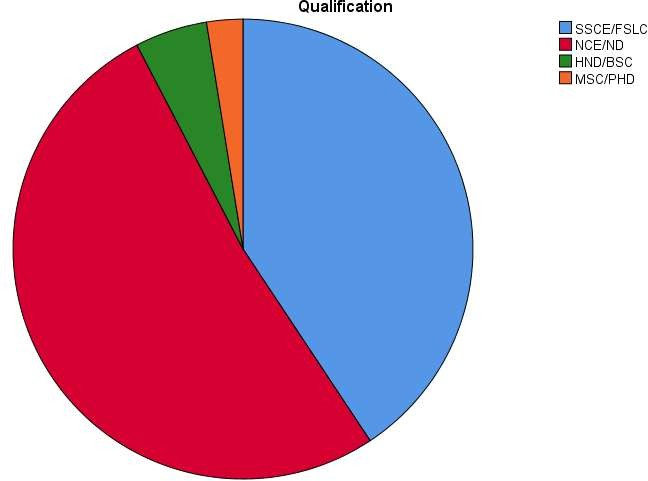 Qualification
SSCE/FSLC
NCE/ND
HND/BSC
MSC/PHD